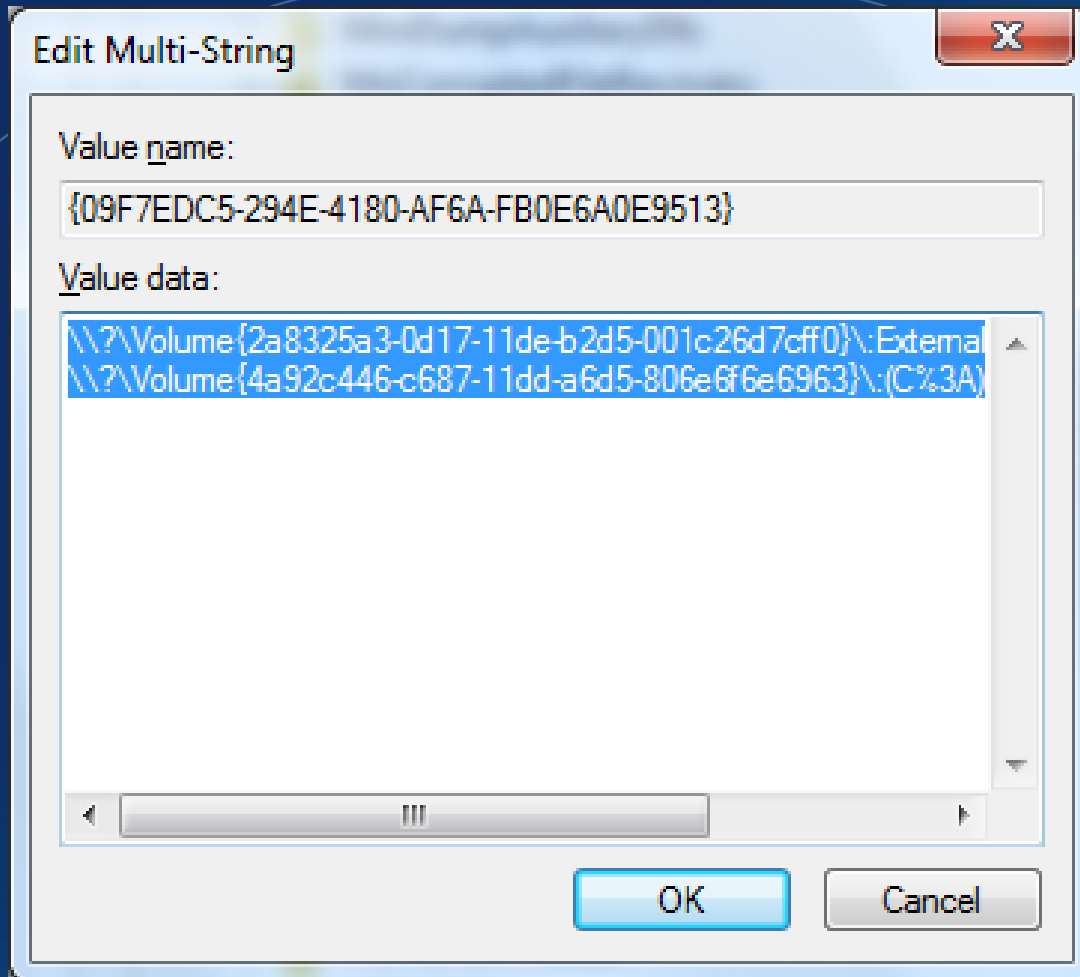 Edit Multi-String
Value name:
{09F7EDC5-294E-4180-AF6A-FB0E6A0E9513}
Value data:
\\?\Volume{2a8325a3-0d17-11de-b2d5-001c26d7cff0}\:External
\\?\Volume{4a92c446-c687-11dd-a6d5-806e6f6e6963}\:(C%3A)
OK Cancel